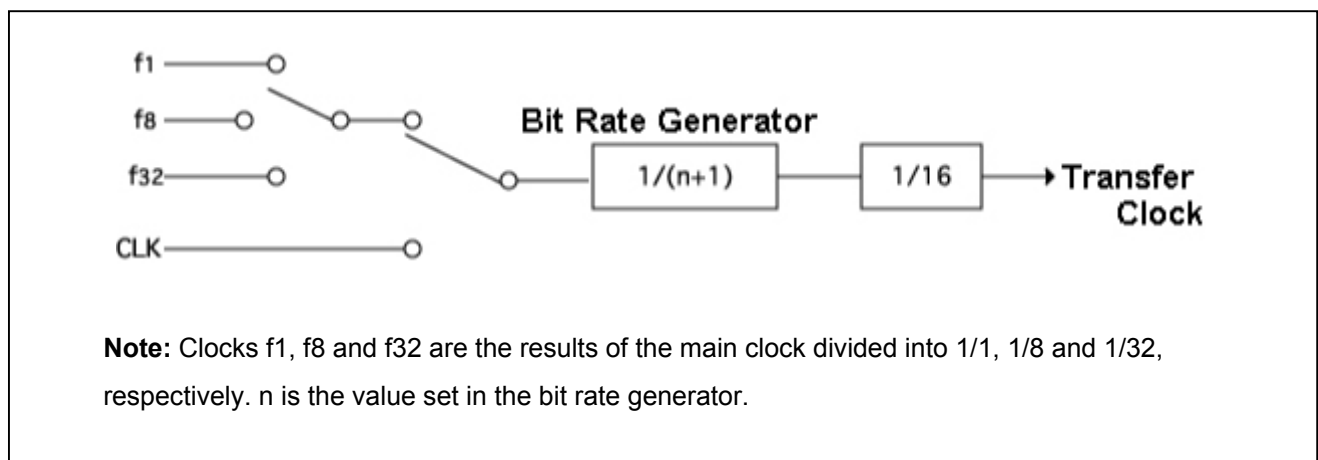 f1
f8
f32
CLK
Bit Rate Generator
1/(n+1)
1/16
Transfer
Clock
Note: Clocks f1, f8 and f32 are the results of the main clock divided into 1/1, 1/8 and 1/32,
respectively. n is the value set in the bit rate generator.